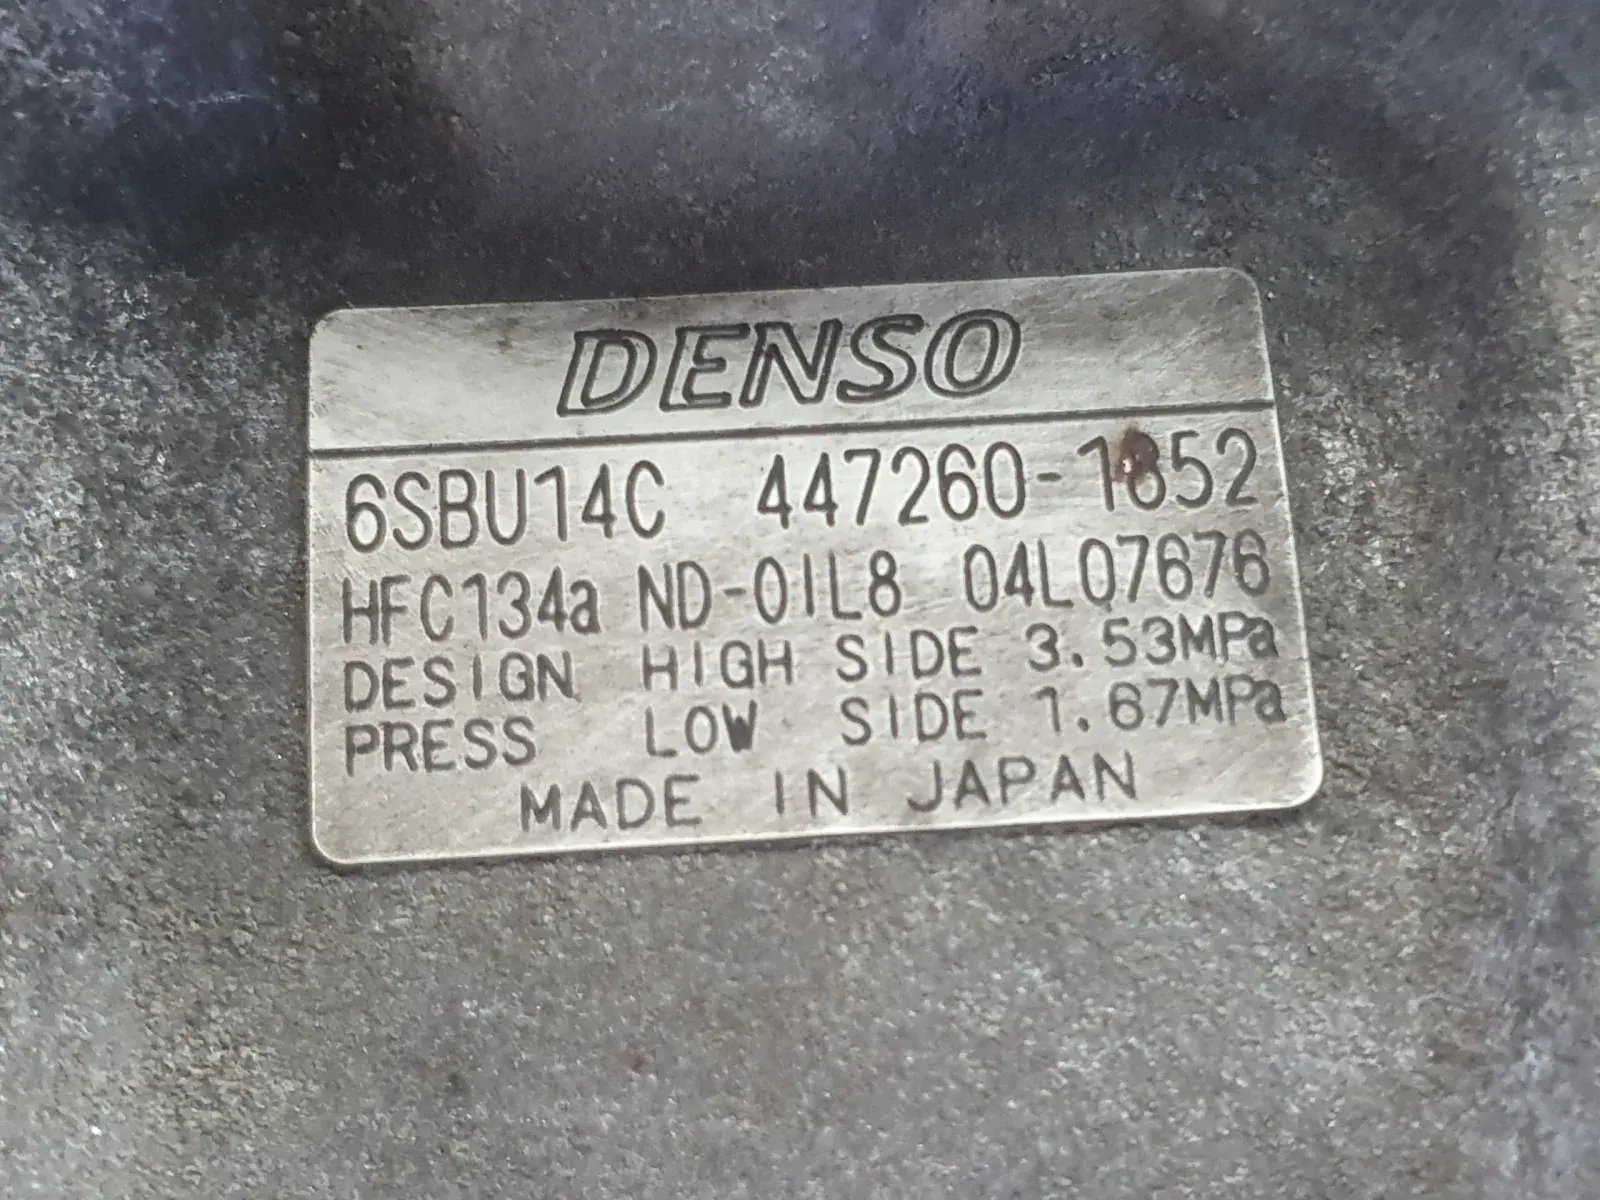 DENSO
6SBU14C 447260-1852
HFC134a ND-OIL8 04L07676
DESIGN HIGH SIDE 3.53MPa
PRESS LOW SIDE 1.67MPa
MADE IN JAPAN